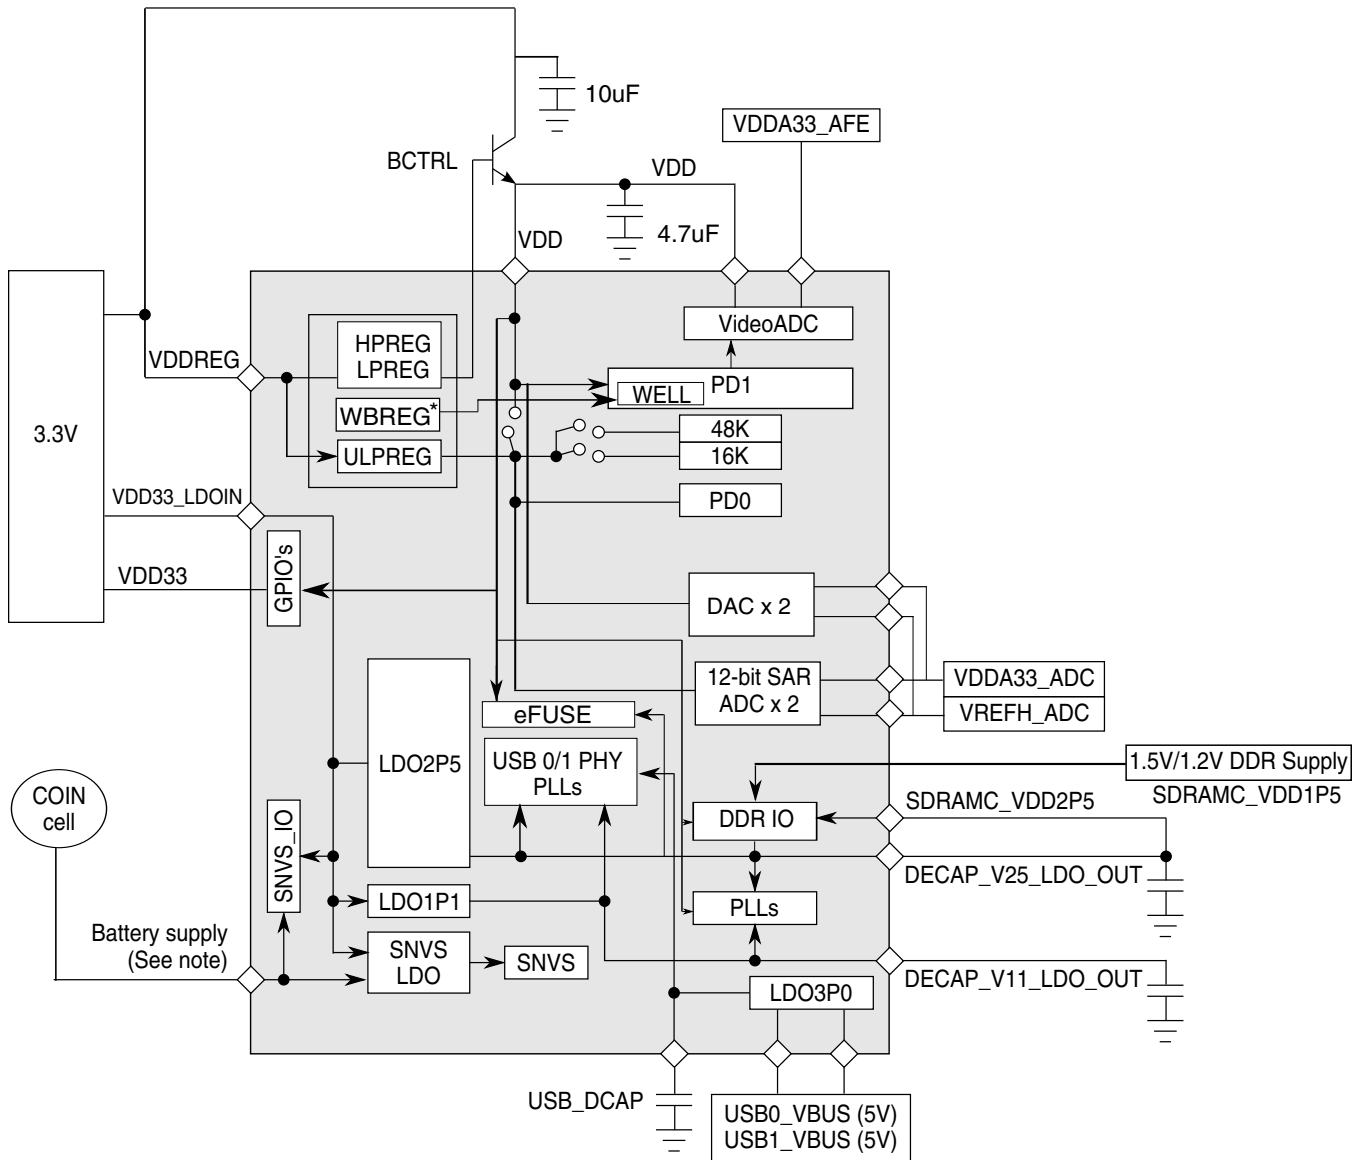 10uF
VDDA33_AFE
BCTRL
VDD
4.7uF
VDD
VideoADC
HPREG
LPREG
VDDREG
PD1
WELL
WBREG*
3.3V
48K
ULPREG
16K
VDD33_LDOIN
PD0
GPIO's
VDD33
DAC x 2
12-bit SAR
ADC x 2
VDDA33_ADC
VREFH_ADC
eFUSE
LDO2P5
USB 0/1 PHY
PLLs
1.5V/1.2V DDR Supply
SDRAMC_VDD1P5
COIN
cell
SDRAMC_VDD2P5
DDR IO
SNVS_IO
DECAP_V25_LDO_OUT
LDO1P1
PLLs
Battery supply
(See note)
SNVS
LDO
SNVS
DECAP_V11_LDO_OUT
LDO3P0
USB_DCAP
USB0_VBUS (5V)
USB1_VBUS (5V)